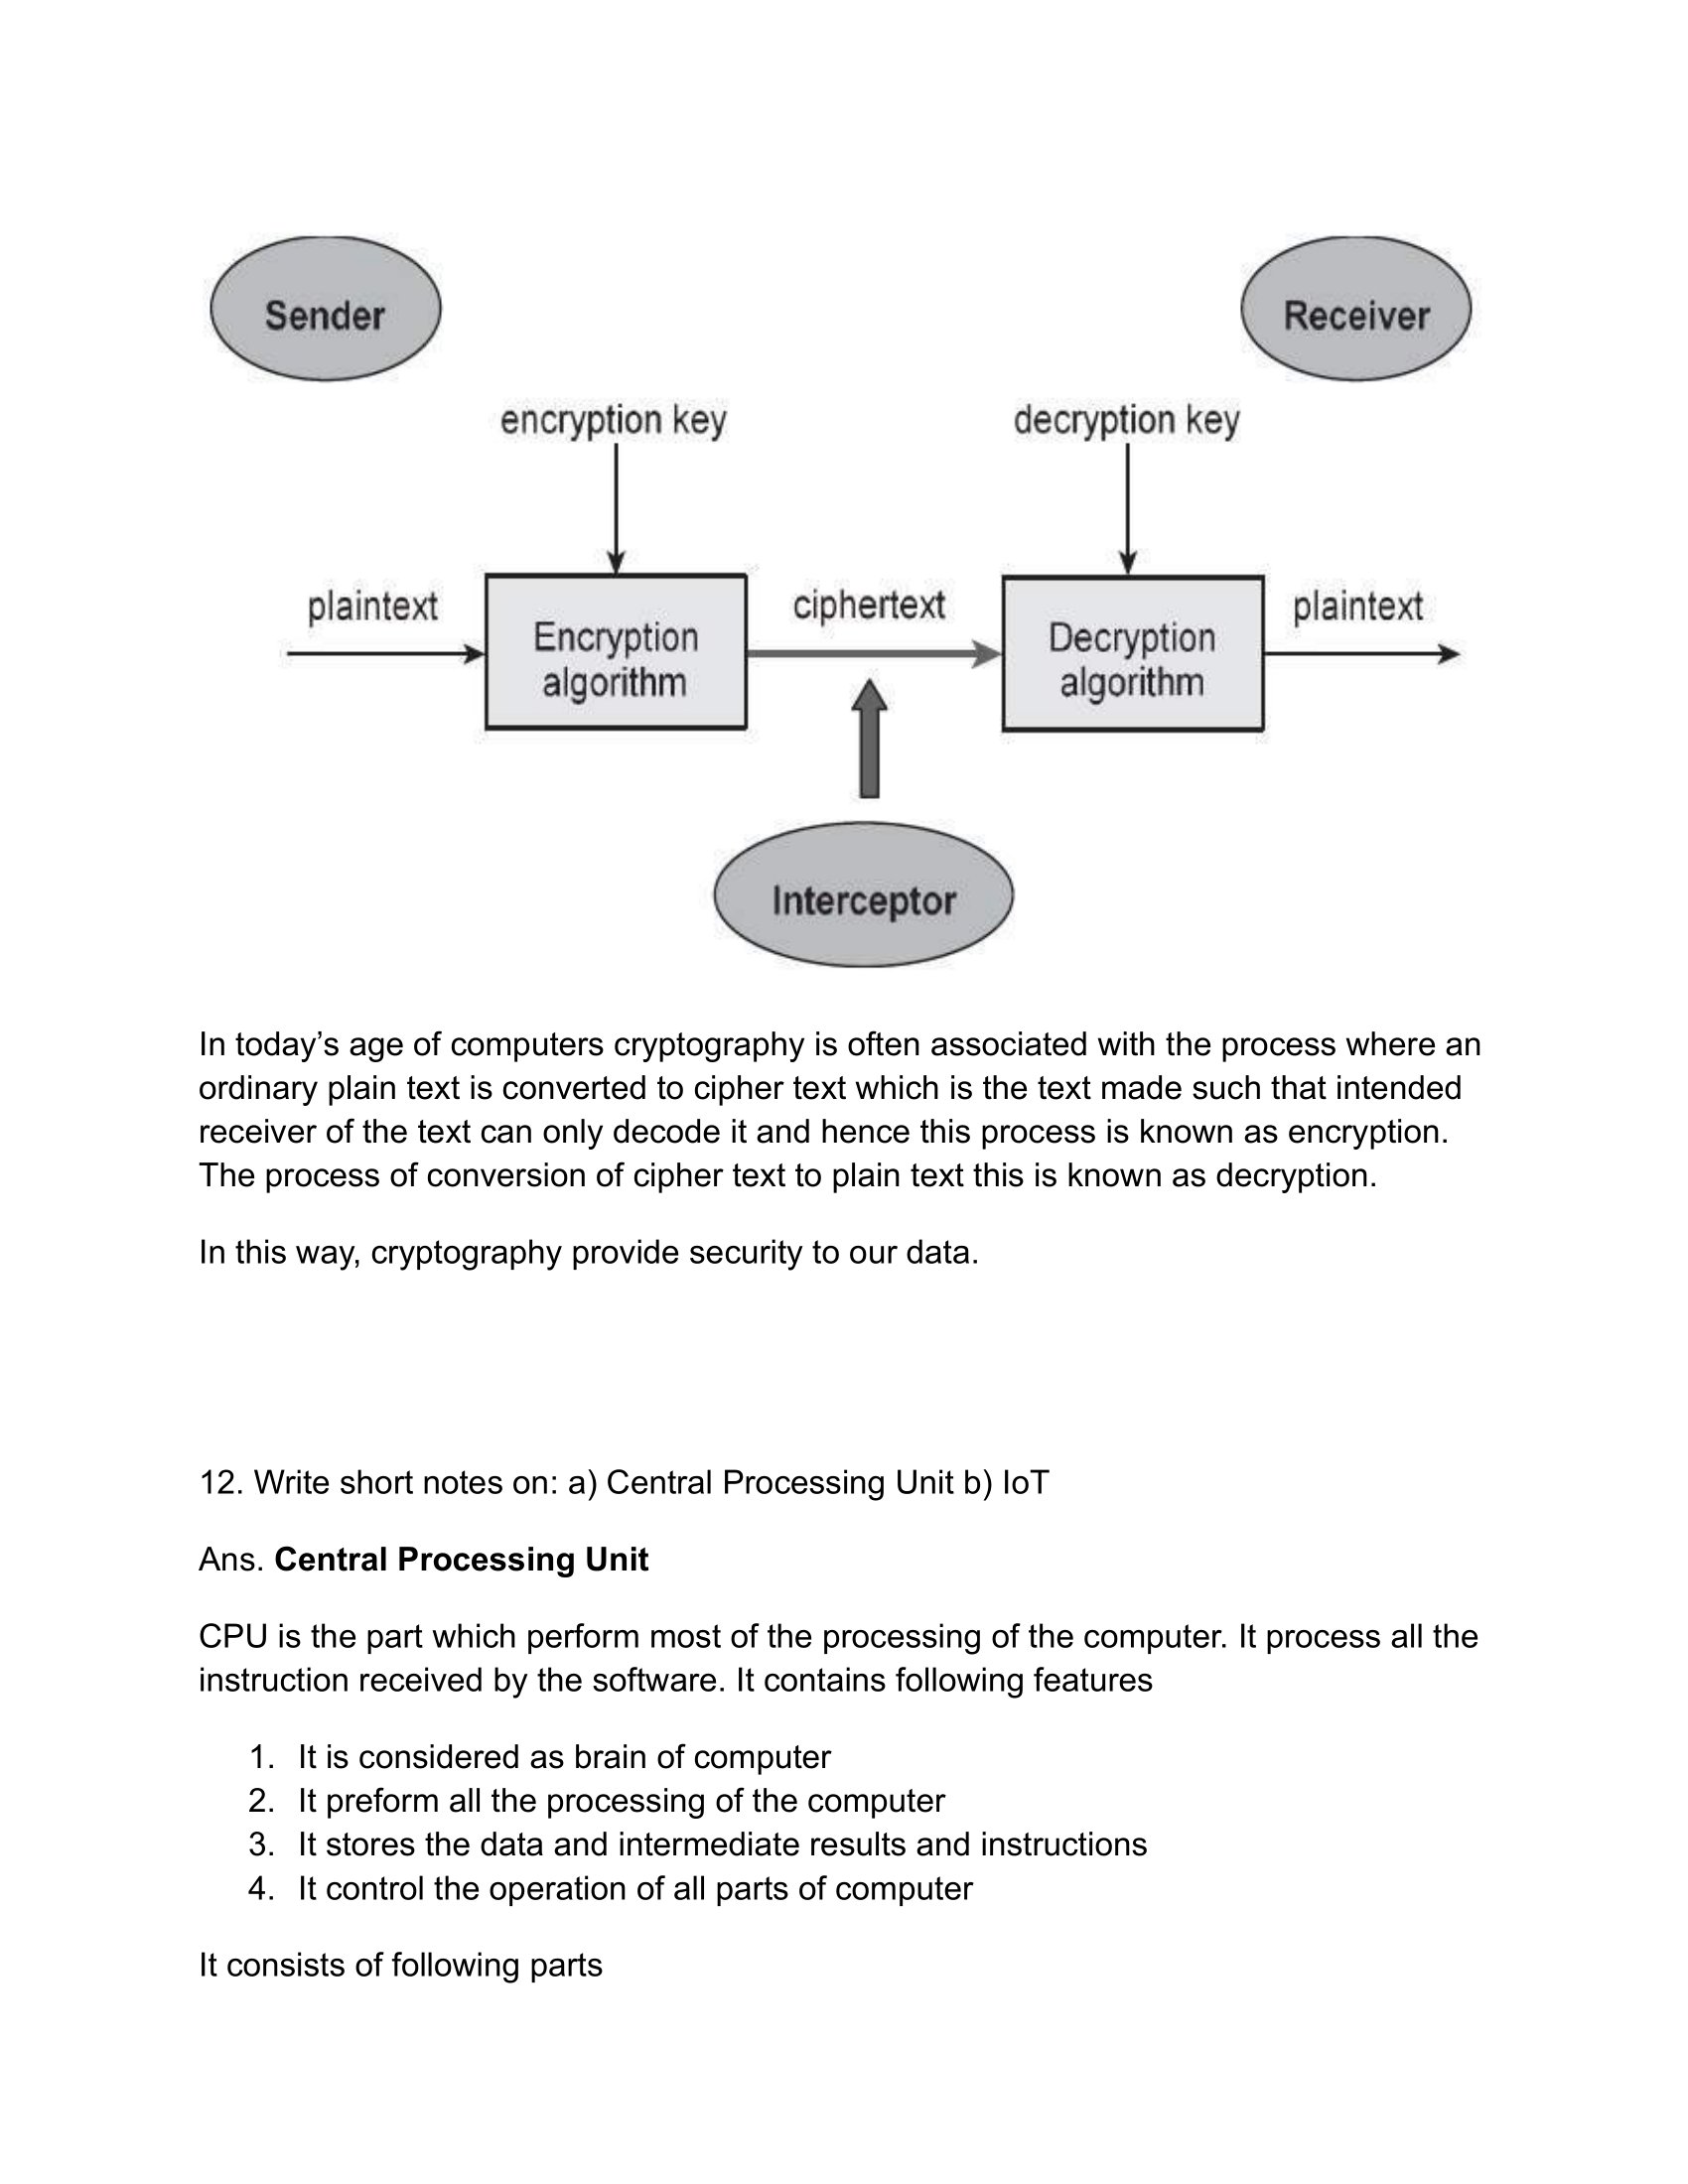 Sender
Receiver
encryption key
decryption key
plaintext
Encryption
algorithm
ciphertext
Decryption
algorithm
plaintext
Interceptor
In today’s age of computers cryptography is often associated with the process where an
ordinary plain text is converted to cipher text which is the text made such that intended
receiver of the text can only decode it and hence this process is known as encryption.
The process of conversion of cipher text to plain text this is known as decryption.
In this way, cryptography provide security to our data.
12. Write short notes on: a) Central Processing Unit b) IoT
Ans. Central Processing Unit
CPU is the part which perform most of the processing of the computer. It process all the
instruction received by the software. It contains following features
1. It is considered as brain of computer
2. It preform all the processing of the computer
3. It stores the data and intermediate results and instructions
4. It control the operation of all parts of computer
It consists of following parts